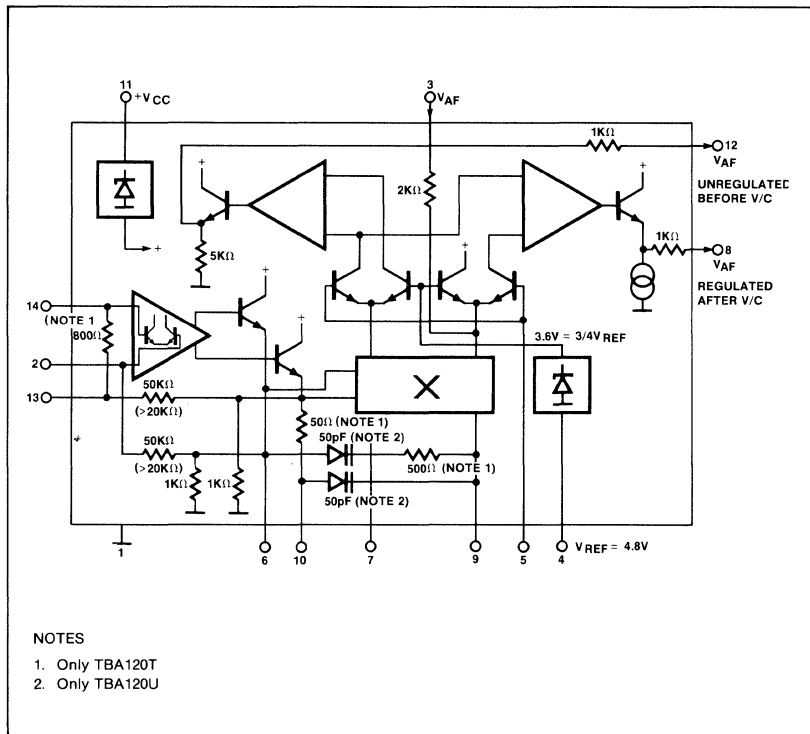 11
+VCC
3
VAF
1KΩ
12
VAF
UNREGULATED
BEFORE V/C
2KΩ
+
+
+
5KΩ
1KΩ
8
VAF
REGULATED
AFTER V/C
+
+
14
(NOTE 1
800Ω
3.6V = 3/4VREF
2
50KΩ
13
(>20KΩ)
X
50Ω (NOTE 1)
50KΩ
50pF (NOTE 2)
(>20KΩ)
500Ω (NOTE 1)
1KΩ
1KΩ
50pF (NOTE 2)
1
6
10
7
9
5
4
VREF = 4.8V
NOTES
1. Only TBA120T
2. Only TBA120U